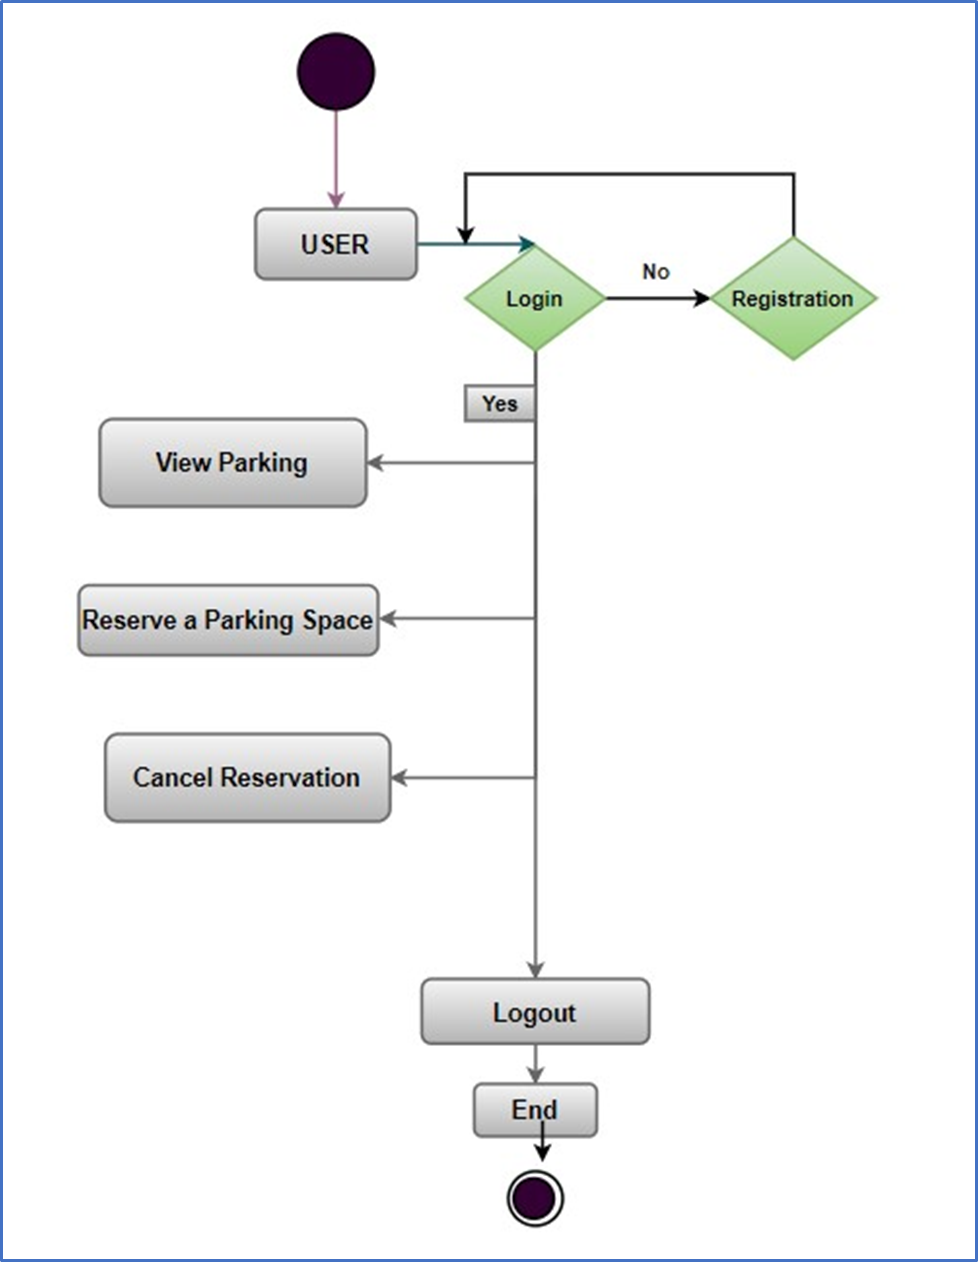 USER
No
Login
Registration
Yes
View Parking
Reserve a Parking Space
Cancel Reservation
Logout
End